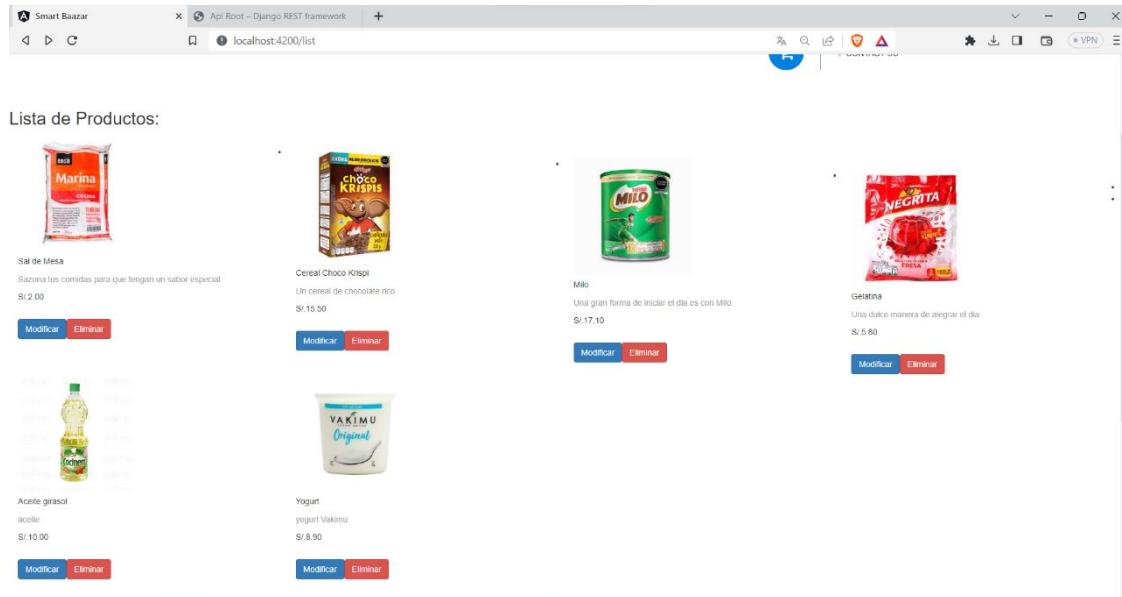 Smart Baazar
Api Root – Django REST framework
localhost:4200/list
VPN
CONTACT US
Lista de Productos:
Marina
COCINA
Sal de Mesa
Sazona tus comidas para que tengan un sabor especial
S/.2.00
Modificar Eliminar
Choco
KRISPIS
Cereal Choco Krispi
Un cereal de chocolate rico
S/.15.50
Modificar Eliminar
MILO
Milo
Una gran forma de iniciar el dia es con Milo
S/.17.10
Modificar Eliminar
NEGRITA
FRESA
Gelatina
Una dulce manera de alegrar el dia
S/.5.80
Modificar Eliminar
Cocinero
Aceite girasol
aceite
S/.10.00
Modificar Eliminar
VAKIMU
Original
Yogurt
yogurt Vakimu
S/.8.90
Modificar Eliminar